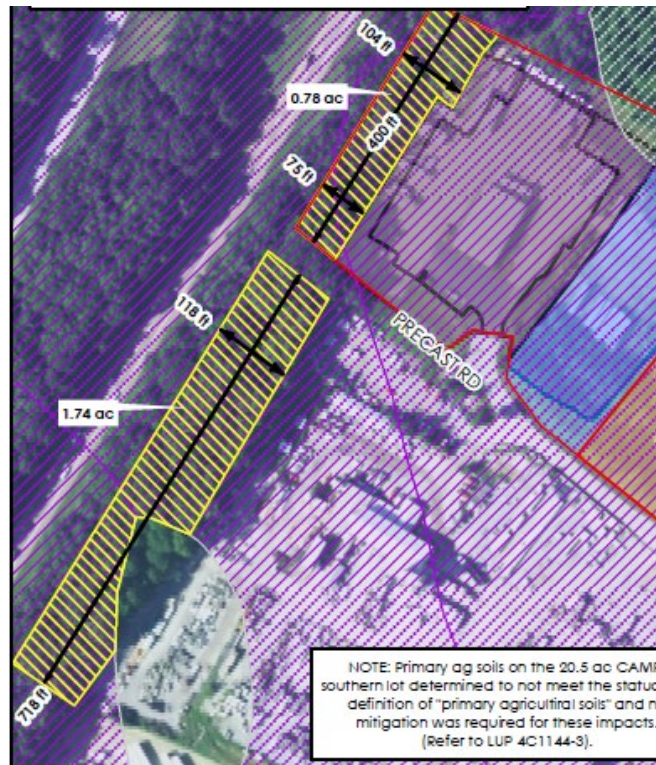 104 ft
0.78 ac
400 ft
75 ft
118 ft
PRECAST RD
1.74 ac
718 ft
NOTE: Primary ag soils on the 20.5 ac
southern lot determined to not meet the
definition of "primary agricultiral soils" and
mitigation was required for these impacts.
(Refer to LUP 4C1144-3).